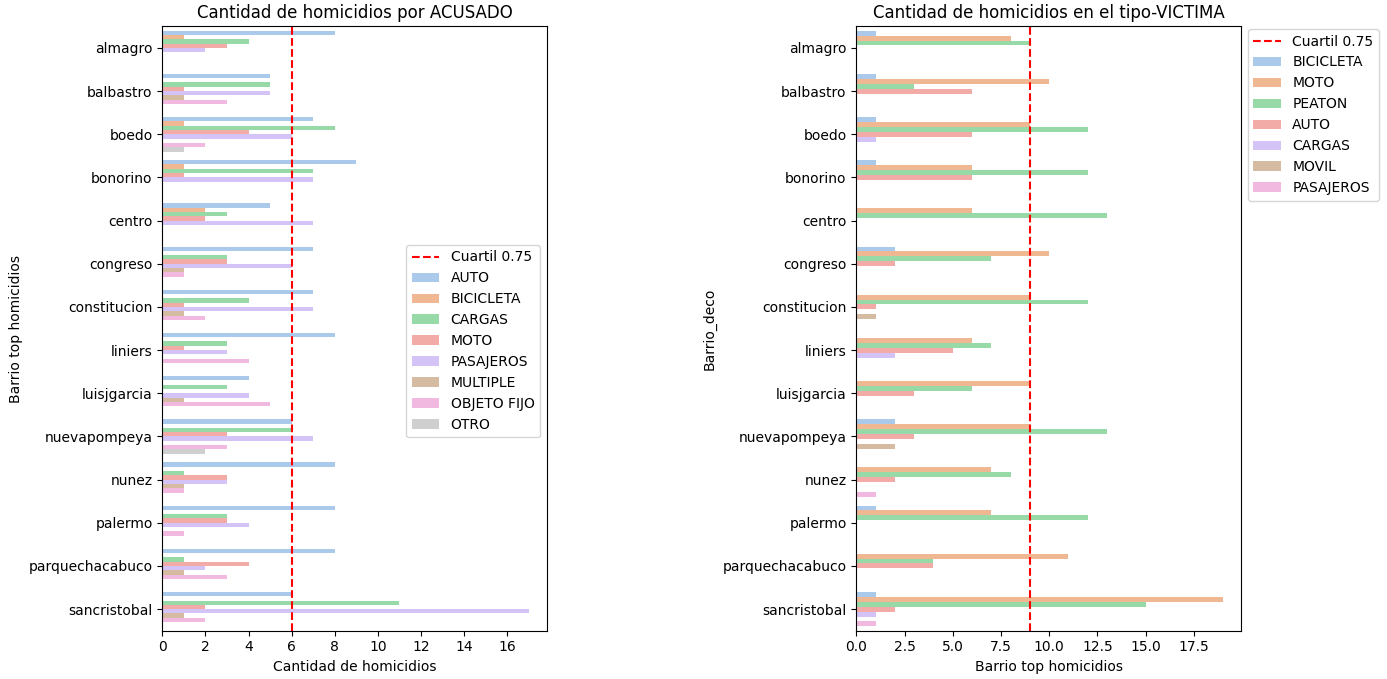 Cantidad de homicidios por ACUSADO
Barrio top homicidios
almagro
balbastro
boedo
bonorino
centro
congreso
constitucion
liniers
luisjgarcia
nuevapompeya
nunez
palermo
parquechacabuco
sancristobal
0 2 4 6 8 10 12 14 16
Cantidad de homicidios
Cuartil 0.75
AUTO
BICICLETA
CARGAS
MOTO
PASAJEROS
MULTIPLE
OBJETO FIJO
OTRO
Cantidad de homicidios en el tipo-VICTIMA
Barrio_deco
almagro
balbastro
boedo
bonorino
centro
congreso
constitucion
liniers
luisjgarcia
nuevapompeya
nunez
palermo
parquechacabuco
sancristobal
0.0 2.5 5.0 7.5 10.0 12.5 15.0 17.5
Barrio top homicidios
Cuartil 0.75
BICICLETA
MOTO
PEATON
AUTO
CARGAS
MOVIL
PASAJEROS